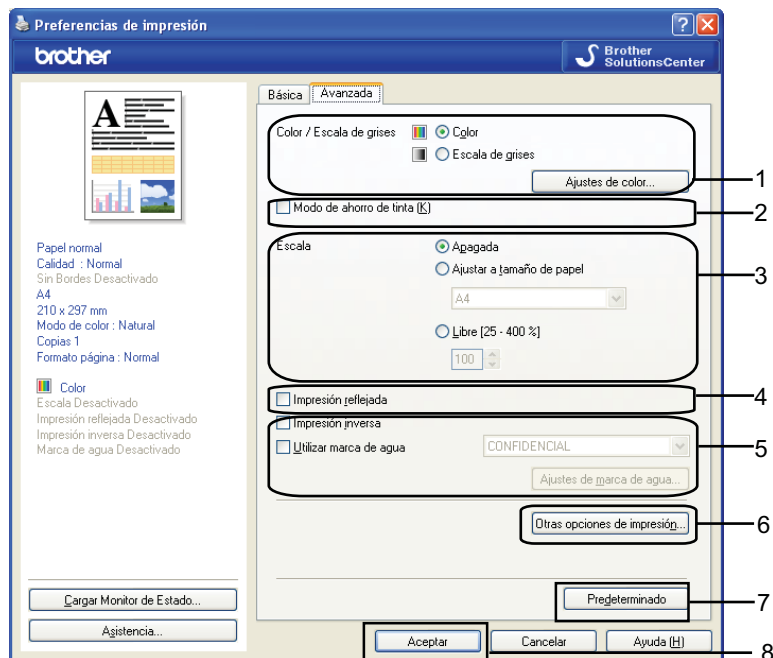 Preferencias de impresión
brother
Brother
SolutionsCenter
Básica
Avanzada
A
Papel normal
Calidad : Normal
Sin Bordes Desactivado
A4
210 x 297 mm
Modo de color : Natural
Copias 1
Formato página : Normal
Color
Escala Desactivado
Impresión reflejada Desactivado
Impresión inversa Desactivado
Marca de agua Desactivado
Cargar Monitor de Estado...
Asistencia...
Color / Escala de grises
Color
Escala de grises
Ajustes de color...
1
Modo de ahorro de tinta (K)
2
Escala
Apagada
Ajustar a tamaño de papel
A4
Libre [25 - 400 %]
100
3
Impresión reflejada
4
Impresión inversa
Utilizar marca de agua
CONFIDENCIAL
Ajustes de marca de agua...
5
Otras opciones de impresión...
6
Predeterminado
7
Aceptar
Cancelar
Ayuda (H)
8